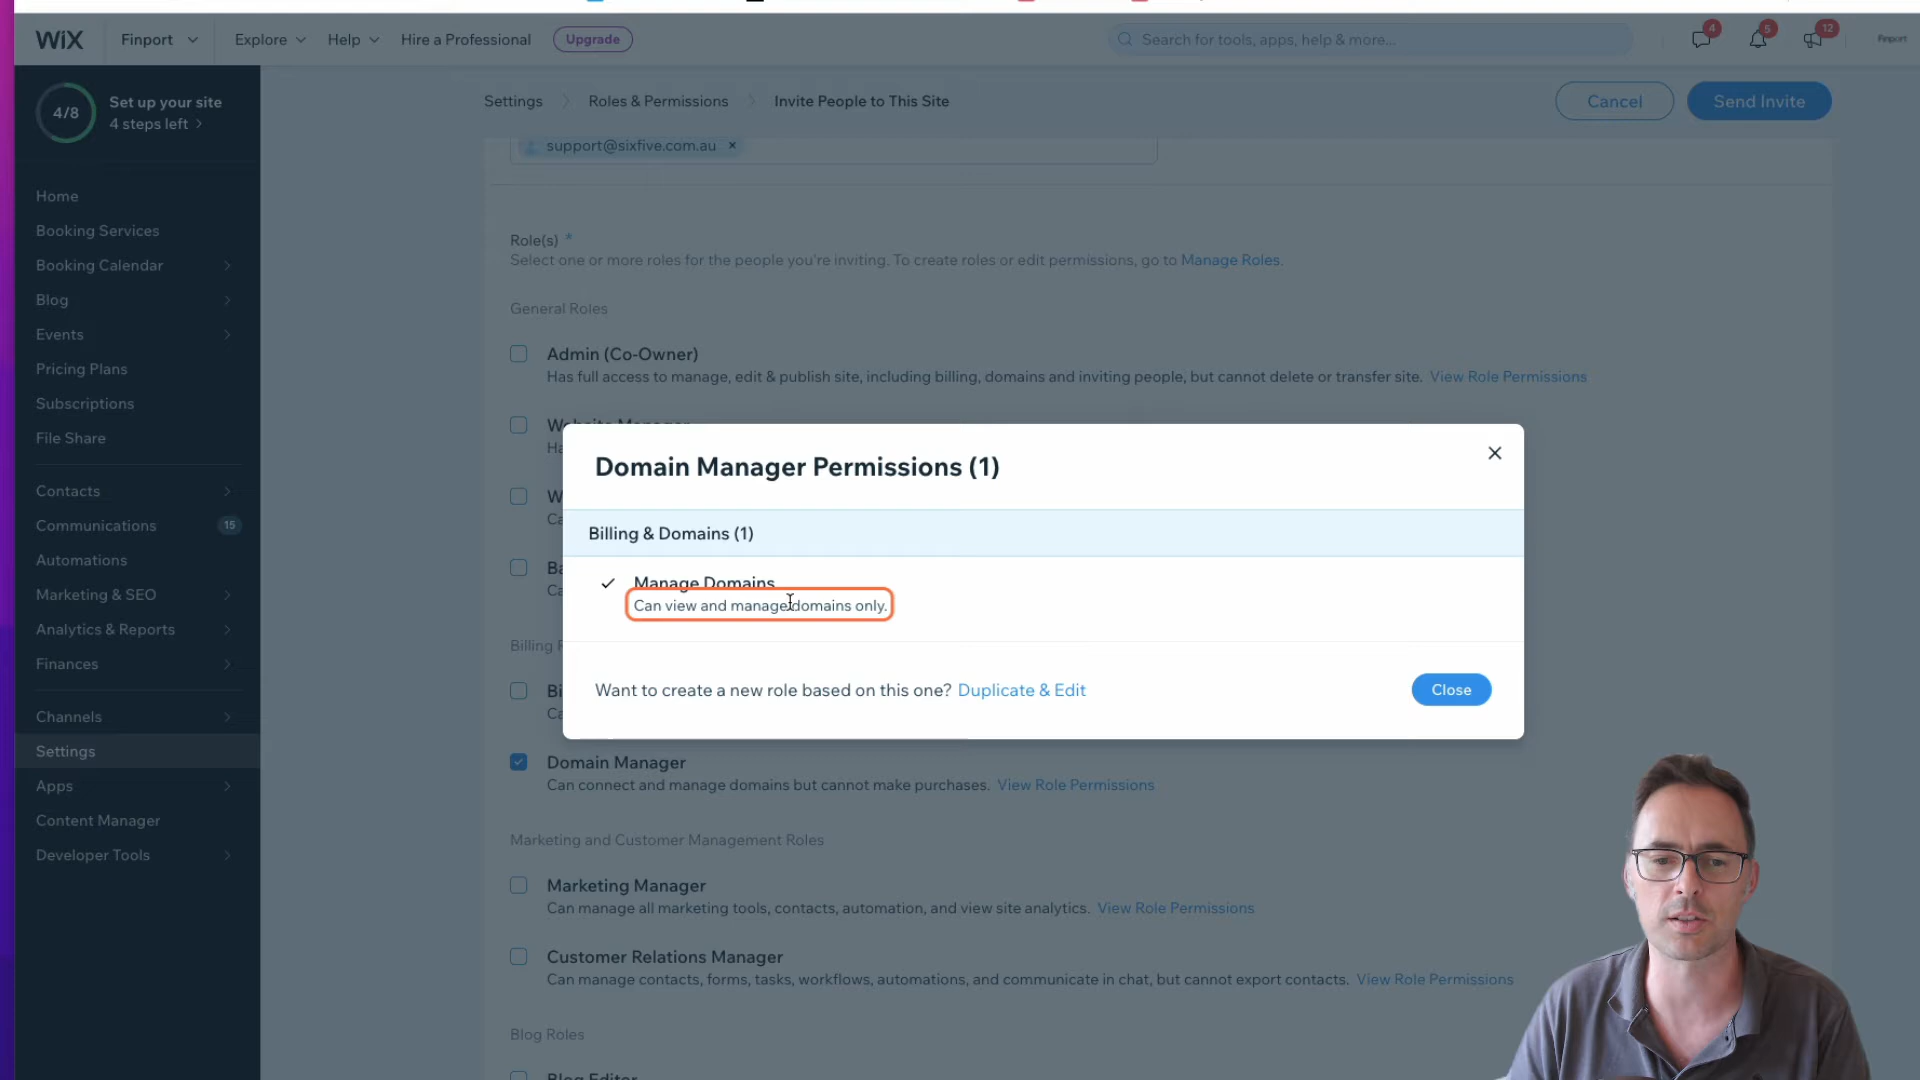 WiX
Finport
Explore
Help
Hire a Professional
Upgrade
Search for tools, apps, help & more...
4
5
12
Finport
4/8
Set up your site
4 steps left
Settings
Roles & Permissions
Invite People to This Site
Cancel
Send Invite
support@sixfive.com.au ×
Home
Booking Services
Booking Calendar
Blog
Events
Pricing Plans
Subscriptions
File Share
Contacts
Communications
15
Automations
Marketing & SEO
Analytics & Reports
Finances
Channels
Settings
Apps
Content Manager
Developer Tools
Role(s) *
Select one or more roles for the people you're inviting. To create roles or edit permissions, go to Manage Roles.
General Roles
Admin (Co-Owner)
Has full access to manage, edit & publish site, including billing, domains and inviting people, but cannot delete or transfer site. View Role Permissions
Website Manager
Domain Manager Permissions (1)
Billing & Domains (1)
Manage Domains
Can view and manage domains only.
Want to create a new role based on this one? Duplicate & Edit
Close
Billing
Domain Manager
Can connect and manage domains but cannot make purchases. View Role Permissions
Marketing and Customer Management Roles
Marketing Manager
Can manage all marketing tools, contacts, automation, and view site analytics. View Role Permissions
Customer Relations Manager
Can manage contacts, forms, tasks, workflows, automations, and communicate in chat, but cannot export contacts. View Role Permissions
Blog Roles
Blog Editor